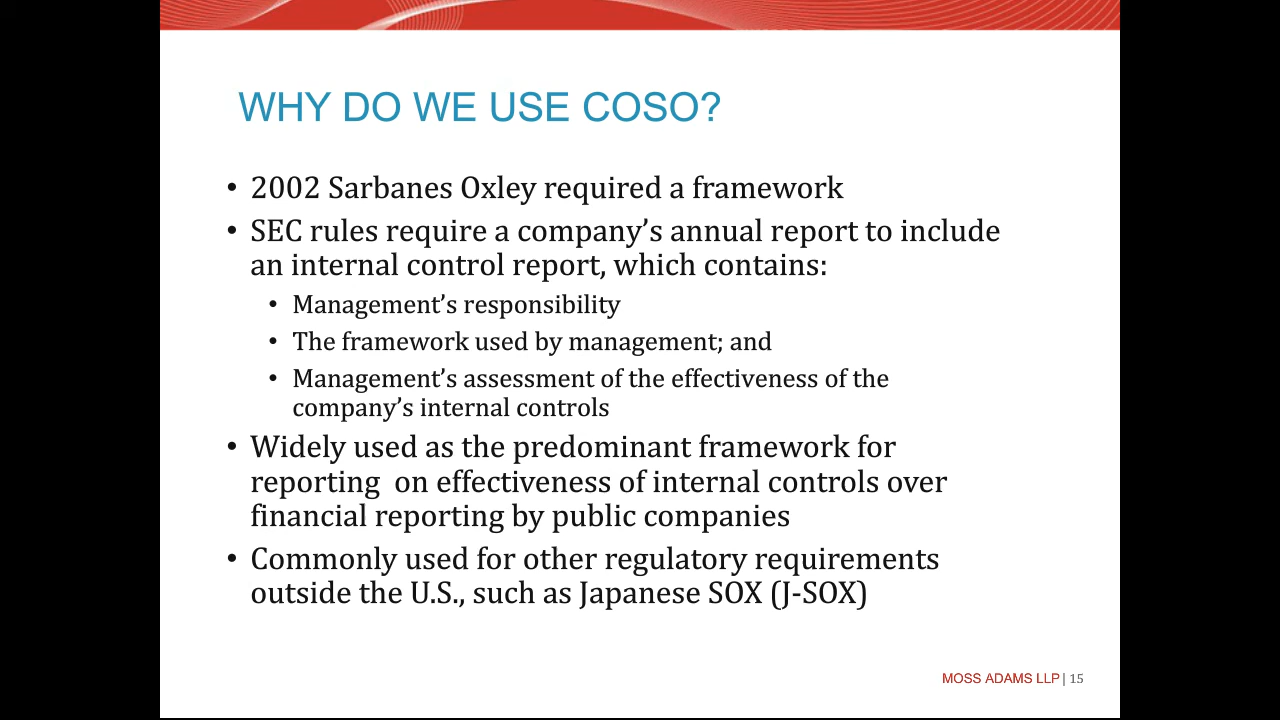 WHY DO WE USE COSO?
• 2002 Sarbanes Oxley required a framework
• SEC rules require a company’s annual report to include
an internal control report, which contains:
• Management’s responsibility
• The framework used by management; and
• Management’s assessment of the effectiveness of the
company’s internal controls
• Widely used as the predominant framework for
reporting  on effectiveness of internal controls over
financial reporting by public companies
• Commonly used for other regulatory requirements
outside the U.S., such as Japanese SOX (J-SOX)
MOSS ADAMS LLP | 15